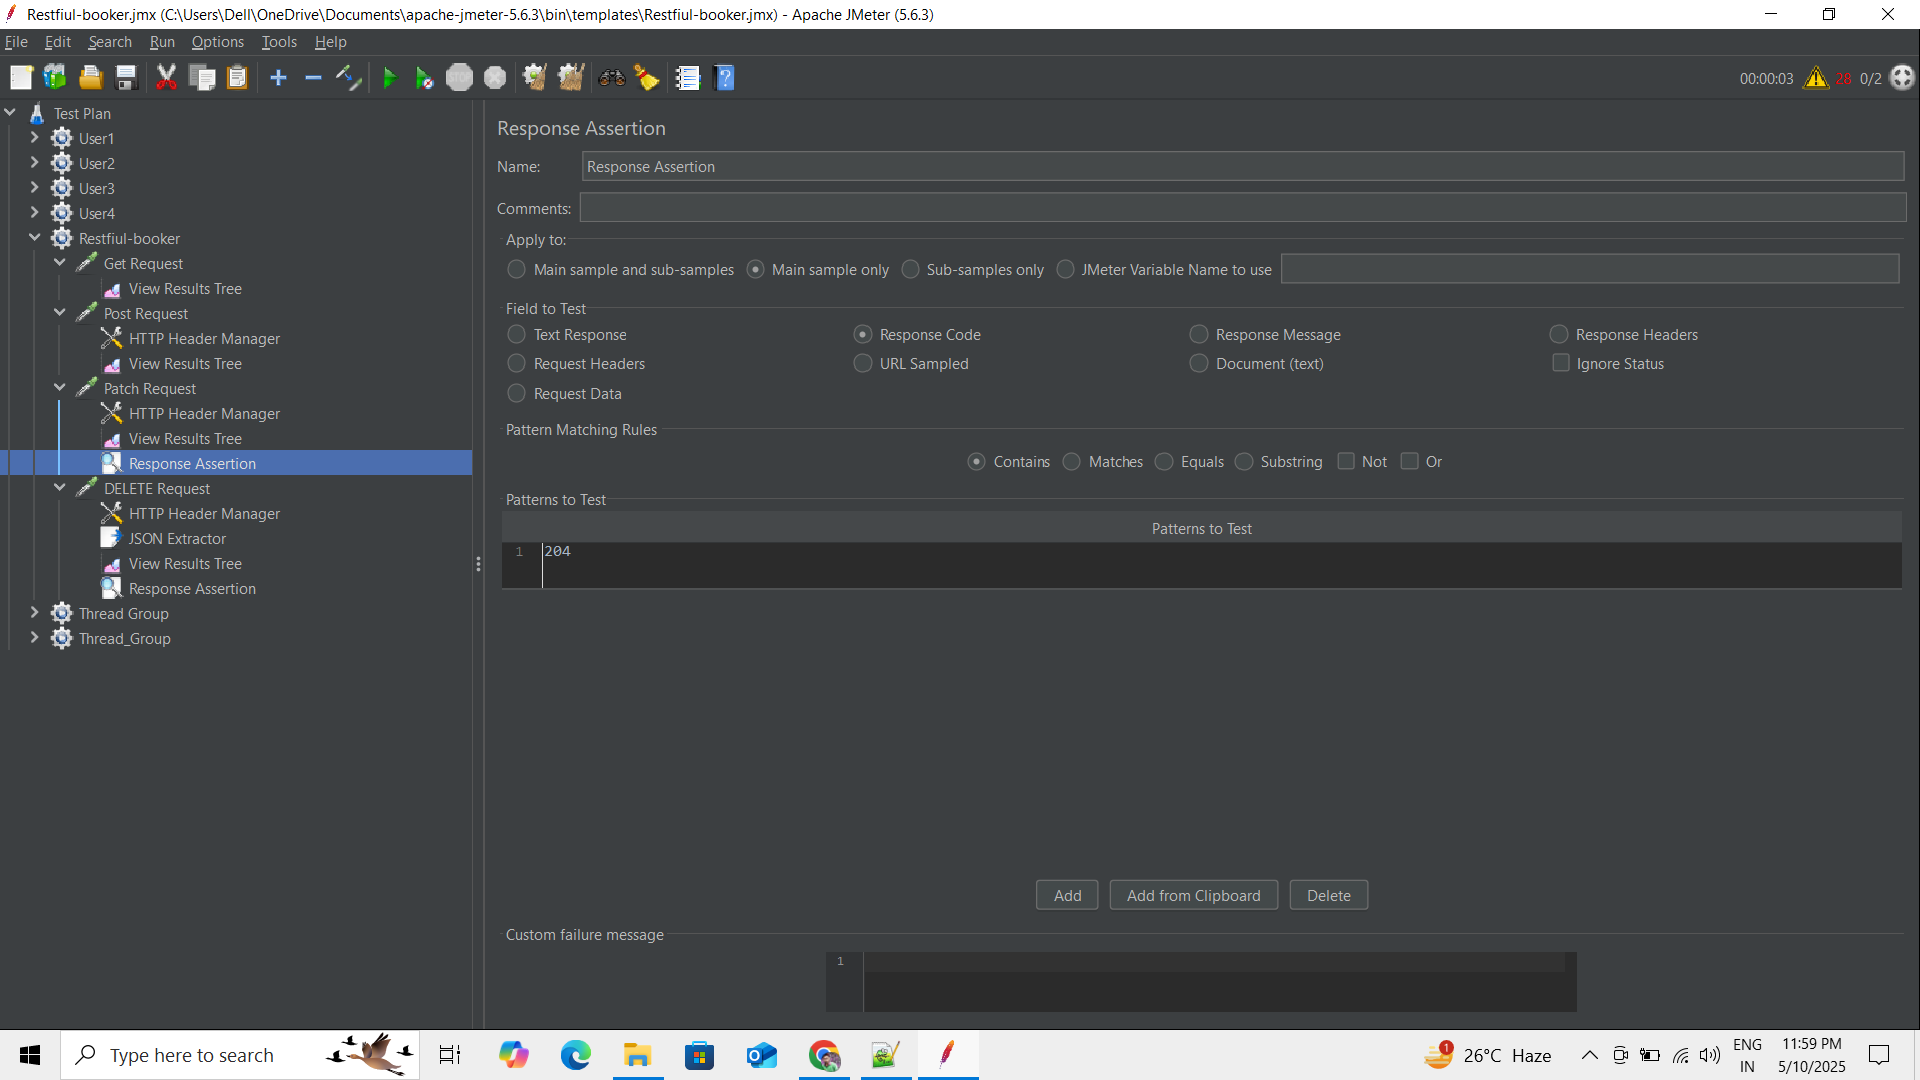 Restfiul-booker.jmx (C:\Users\Dell\OneDrive\Documents\apache-jmeter-5.6.3\bin\templates\Restfiul-booker.jmx) - Apache JMeter (5.6.3)
File Edit Search Run Options Tools Help
STOP
00:00:03 28 0/2
Test Plan
User1
User2
User3
User4
Restfiul-booker
Get Request
View Results Tree
Post Request
HTTP Header Manager
View Results Tree
Patch Request
HTTP Header Manager
View Results Tree
Response Assertion
DELETE Request
HTTP Header Manager
JSON Extractor
View Results Tree
Response Assertion
Thread Group
Thread_Group
Response Assertion
Name: Response Assertion
Comments:
Apply to:
Main sample and sub-samples Main sample only Sub-samples only JMeter Variable Name to use
Field to Test
Text Response Response Code Response Message Response Headers
Request Headers URL Sampled Document (text) Ignore Status
Request Data
Pattern Matching Rules
Contains Matches Equals Substring Not Or
Patterns to Test
Patterns to Test
1 204
Add Add from Clipboard Delete
Custom failure message
1
Type here to search
1 26°C Haze
ENG
IN
11:59 PM
5/10/2025